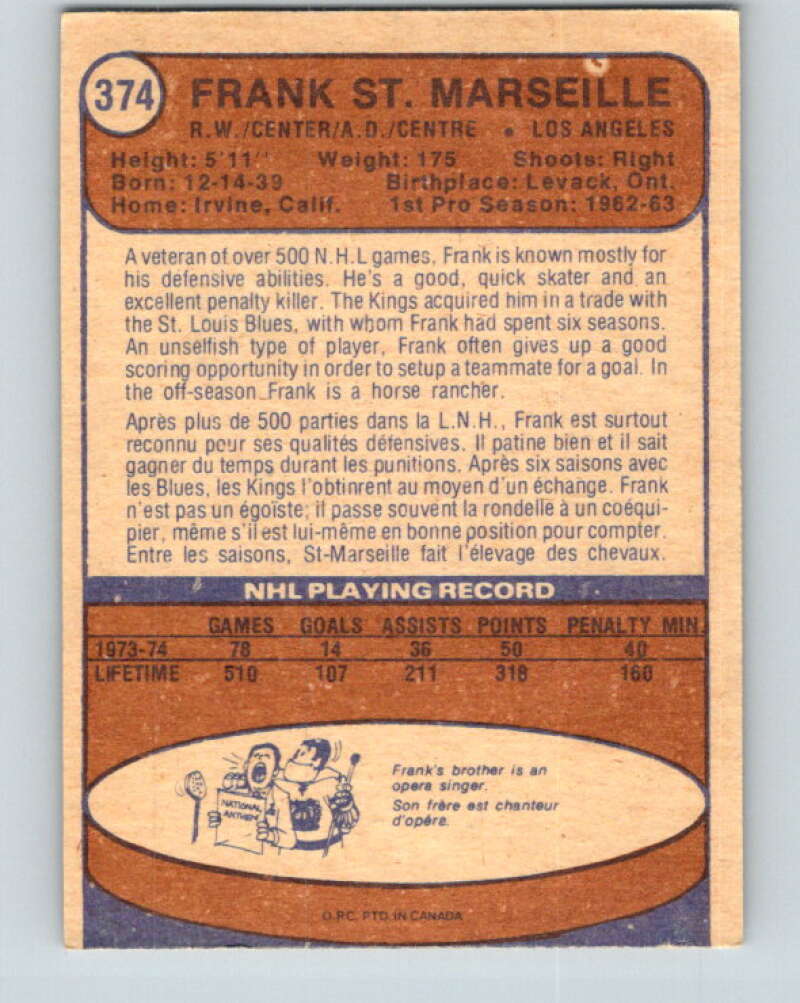 374
FRANK ST. MARSEILLE
R.W./CENTER/A.D./CENTRE • LOS ANGELES
Height: 5'11" Weight: 175 Shoots: Right
Born: 12-14-39 Birthplace: Levack, Ont.
Home: Irvine, Calif. 1st Pro Season: 1962-63
A veteran of over 500 N.H.L games, Frank is known mostly for
his defensive abilities. He's a good, quick skater and an
excellent penalty killer. The Kings acquired him in a trade with
the St. Louis Blues, with whom Frank had spent six seasons.
An unselfish type of player, Frank often gives up a good
scoring opportunity in order to setup a teammate for a goal. In
the off-season Frank is a horse rancher.
Après plus de 500 parties dans la L.N.H., Frank est surtout
reconnu pour ses qualités défensives. Il patine bien et il sait
gagner du temps durant les punitions. Après six saisons avec
les Blues, les Kings l'obtinrent au moyen d'un échange. Frank
n'est pas un égoïste; il passe souvent la rondelle à un coéqui-
pier, même s'il est lui-même en bonne position pour compter.
Entre les saisons, St-Marseille fait l'élevage des chevaux.
NHL PLAYING RECORD
GAMES GOALS ASSISTS POINTS PENALTY MIN.
1973-74 78 14 36 50 40
LIFETIME 510 107 211 318 160
NATIONAL
ANTHEM
Frank's brother is an
opera singer.
Son frère est chanteur
d'opéra.
O.P.C. PTD. IN CANADA